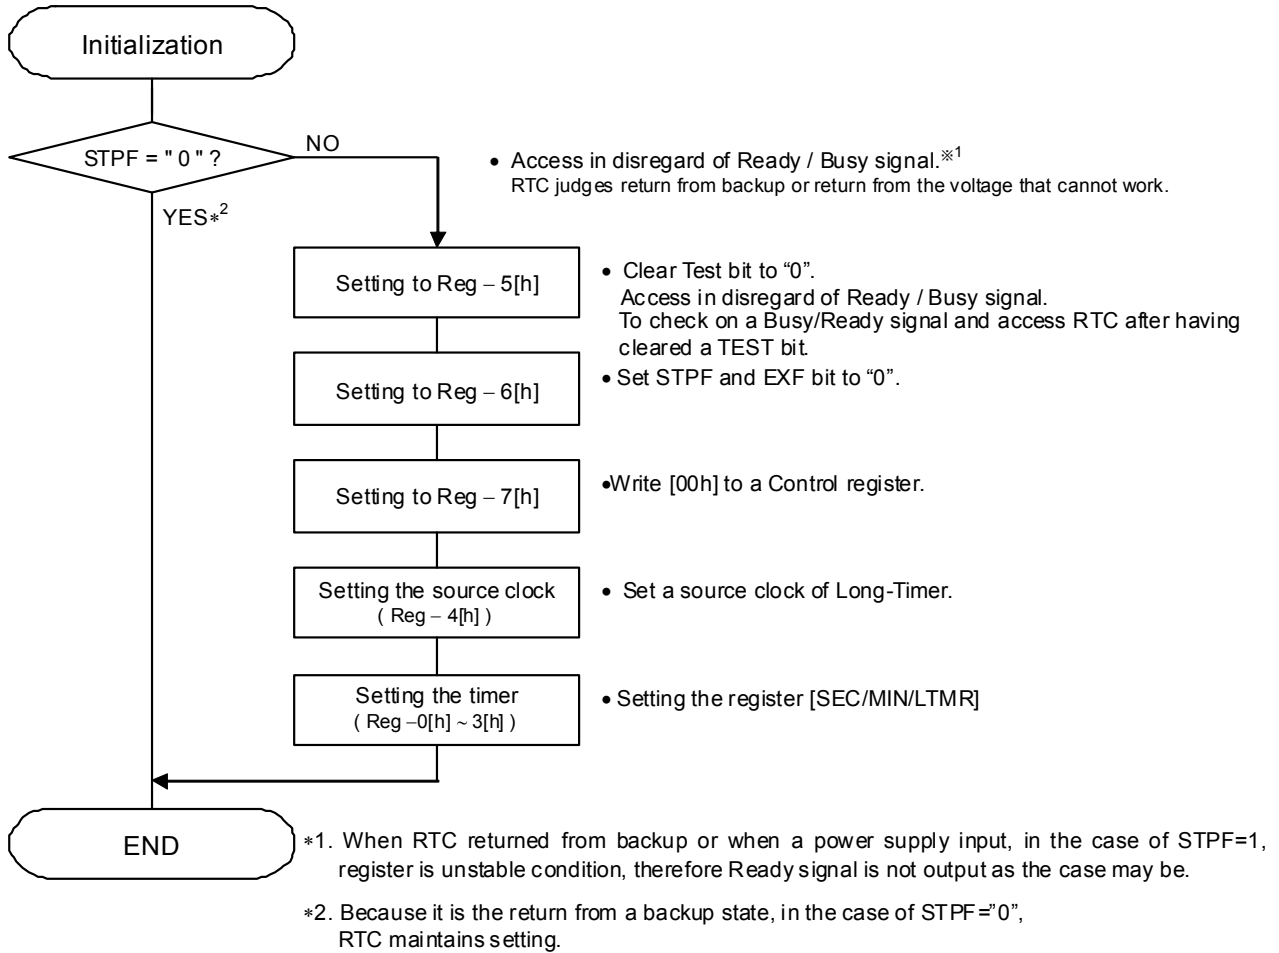 Initialization
STPF = " 0 " ?
NO
YES*2
• Access in disregard of Ready / Busy signal.※1
RTC judges return from backup or return from the voltage that cannot work.
Setting to Reg – 5[h]
• Clear Test bit to “0”.
Access in disregard of Ready / Busy signal.
To check on a Busy/Ready signal and access RTC after having
cleared a TEST bit.
Setting to Reg – 6[h]
• Set STPF and EXF bit to “0”.
Setting to Reg – 7[h]
•Write [00h] to a Control register.
Setting the source clock
( Reg – 4[h] )
• Set a source clock of Long-Timer.
Setting the timer
( Reg –0[h] ~ 3[h] )
• Setting the register [SEC/MIN/LTMR]
END
*1. When RTC returned from backup or when a power supply input, in the case of STPF=1,
register is unstable condition, therefore Ready signal is not output as the case may be.
*2. Because it is the return from a backup state, in the case of STPF=”0”,
RTC maintains setting.